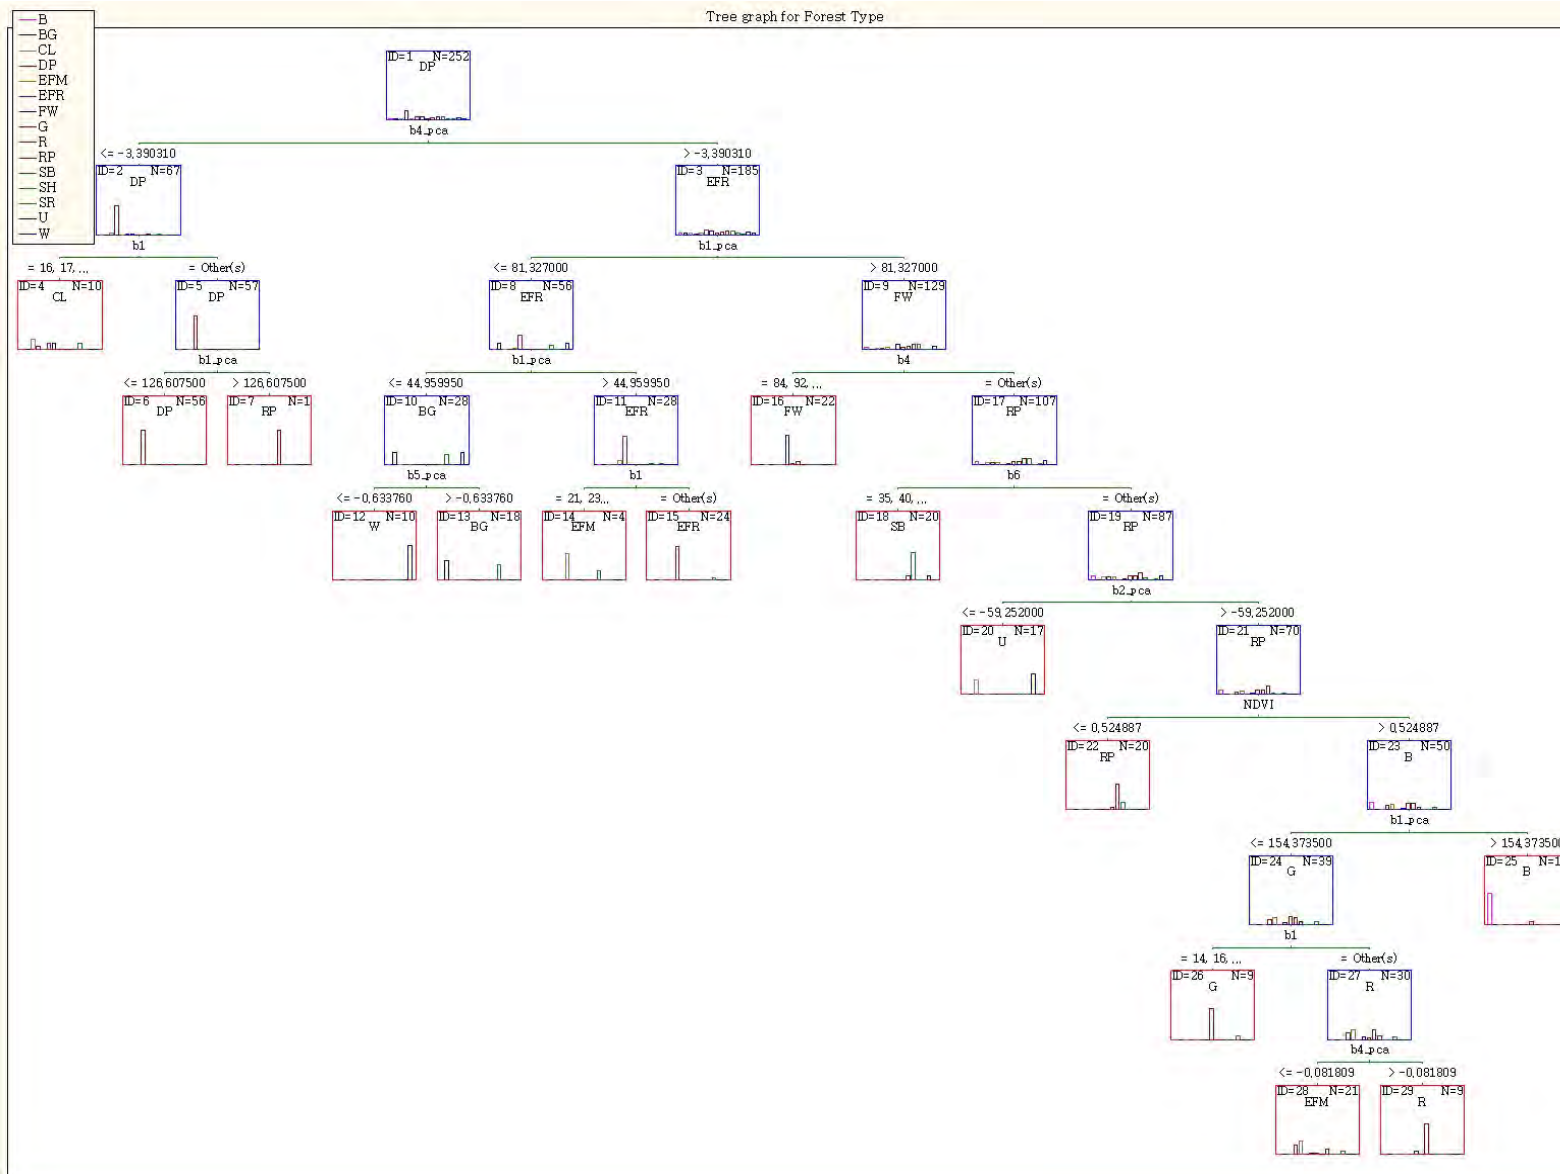 Tree graph for Forest Type
B
BG
CL
DP
EFM
EFR
FW
G
R
RP
SB
SH
SR
U
W
ID=1 N=252
DP
b4_pca
<= -3,390310 > -3,390310
ID=2 N=67 ID=3 N=185
DP EFR
b1 b1_pca
= 16, 17, ... = Other(s) <= 81,327000 > 81,327000
ID=4 N=10 ID=5 N=57 ID=8 N=56 ID=9 N=129
CL DP EFR FW
b1_pca b1_pca b4
<= 126,607500 > 126,607500 <= 44,959950 > 44,959950 = 84, 92, ... = Other(s)
ID=6 N=56 ID=7 N=1 ID=10 N=28 ID=11 N=28 ID=16 N=22 ID=17 N=107
DP RP BG EFR FW RP
b5_pca b1 b6
<= -0,633760 > -0,633760 = 21, 23... = Other(s) = 35, 40, ... = Other(s)
ID=12 N=10 ID=13 N=18 ID=14 N=4 ID=15 N=24 ID=18 N=20 ID=19 N=87
W BG EFM EFR SB RP
b2_pca
<= -59,252000 > -59,252000
ID=20 N=17 ID=21 N=70
U RP
NDVI
<= 0,524887 > 0,524887
ID=22 N=20 ID=23 N=50
RP B
b1_pca
<= 154,373500 > 154,373500
ID=24 N=39 ID=25 N=1
G B
b1
= 14, 16, ... = Other(s)
ID=26 N=9 ID=27 N=30
G R
b4_pca
<= -0,081809 > -0,081809
ID=28 N=21 ID=29 N=9
EFM R